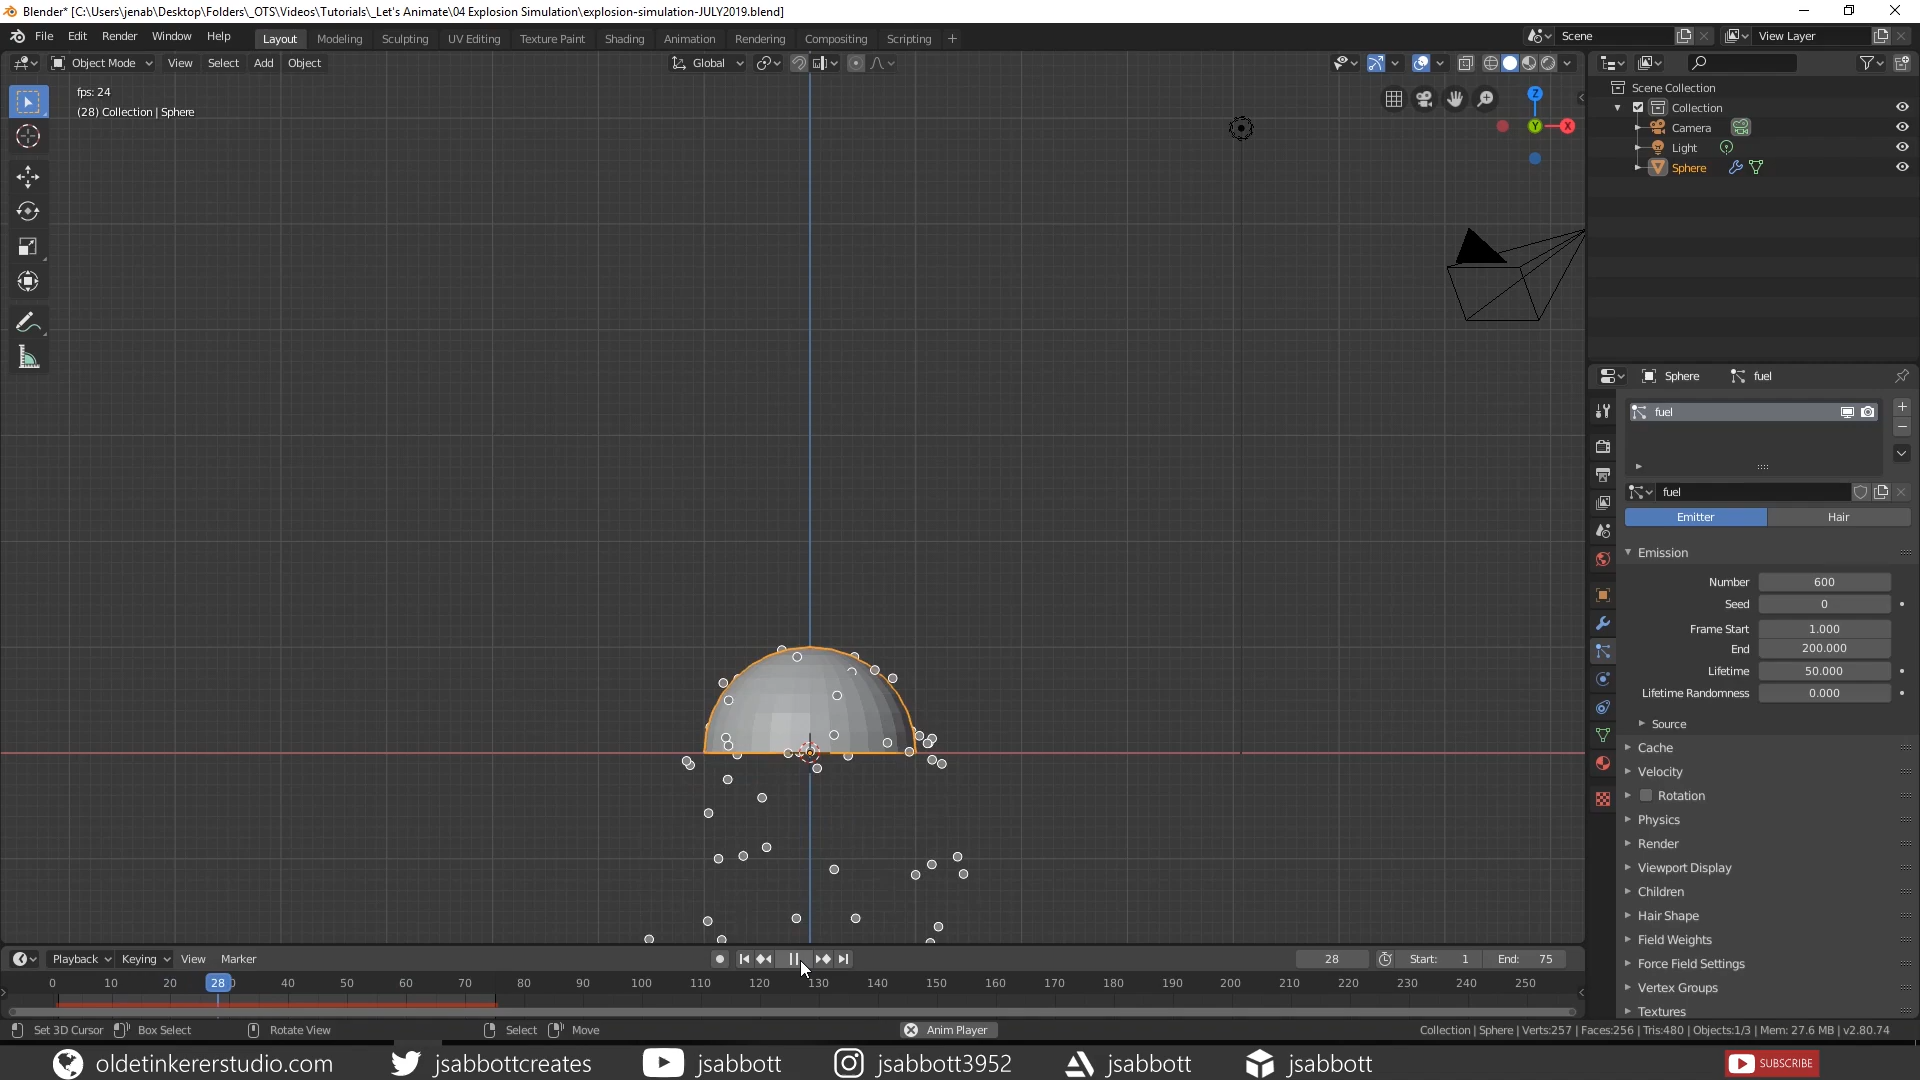 Blender* [C:\Users\jenab\Desktop\Folders\_OTS\Videos\Tutorials\_Let's Animate\04 Explosion Simulation\explosion-simulation-JULY2019.blend]
File Edit Render Window Help Layout Modeling Sculpting UV Editing Texture Paint Shading Animation Rendering Compositing Scripting + Scene View Layer
Object Mode View Select Add Object Global
fps: 24
(28) Collection | Sphere
Z
Y X
Scene Collection
Collection
Camera
Light
Sphere
Sphere fuel
fuel
fuel
Emitter Hair
Emission
Number 600
Seed 0
Frame Start 1.000
End 200.000
Lifetime 50.000
Lifetime Randomness 0.000
Source
Cache
Velocity
Rotation
Physics
Render
Viewport Display
Children
Hair Shape
Field Weights
Force Field Settings
Vertex Groups
Textures
Playback Keying View Marker 28 Start: 1 End: 75
0 10 20 28 40 50 60 70 80 90 100 110 120 130 140 150 160 170 180 190 200 210 220 230 240 250
Set 3D Cursor Box Select Rotate View Select Move Anim Player Collection | Sphere | Verts:257 | Faces:256 | Tris:480 | Objects:1/3 | Mem: 27.6 MB | v2.80.74
oldetinkererstudio.com jsabbottcreates jsabbott jsabbott3952 jsabbott jsabbott SUBSCRIBE